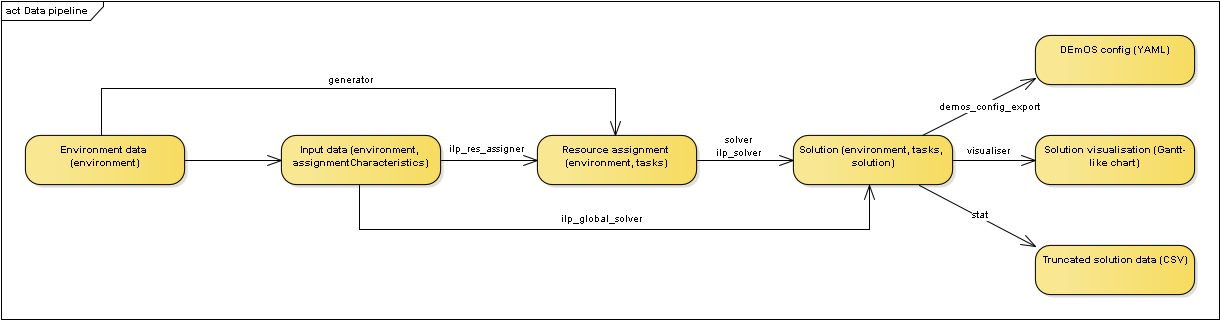 act Data pipeline
DEmOS config (YAML)
generator
demos_config_export
Environment data
(environment)
Input data (environment,
assignmentCharacteristics)
ilp_res_assigner
Resource assignment
(environment, tasks)
solver
ilp_solver
Solution (environment, tasks,
solution)
visualiser
Solution visualisation (Gantt-
like chart)
ilp_global_solver
stat
Truncated solution data (CSV)